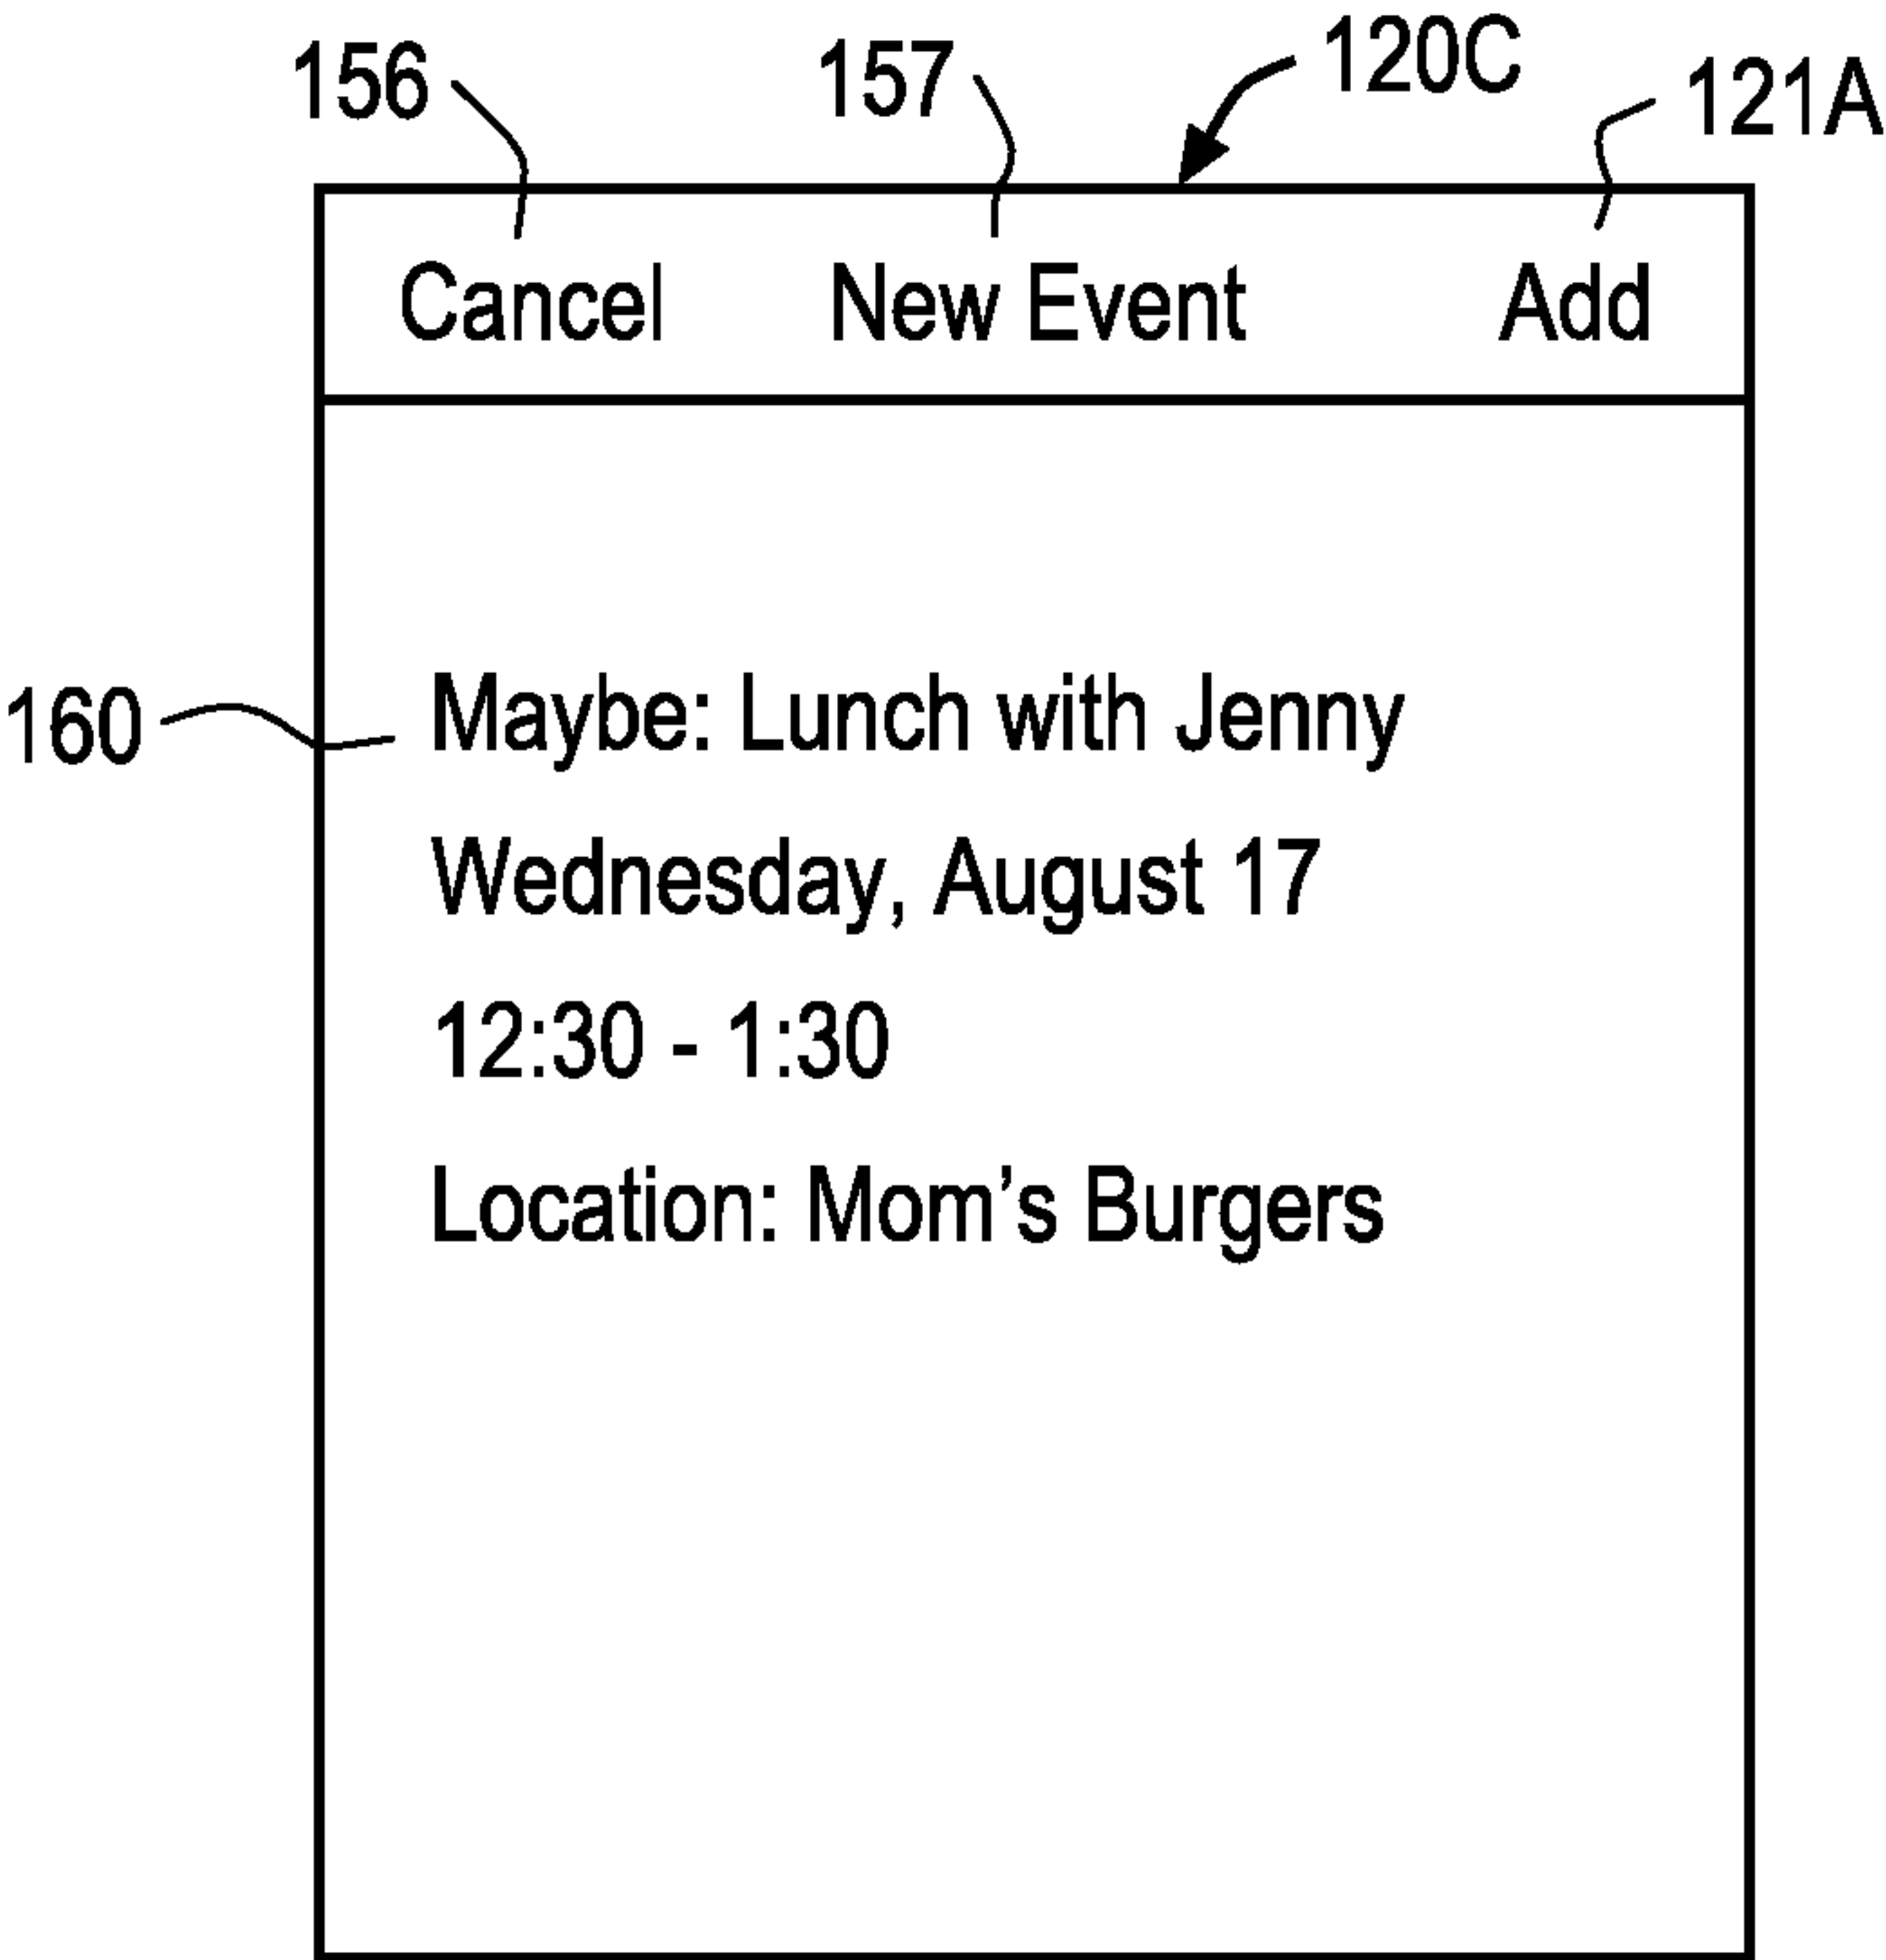 156 157 120C 121A
Cancel New Event Add
160 Maybe: Lunch with Jenny
Wednesday, August 17
12:30 - 1:30
Location: Mom's Burgers